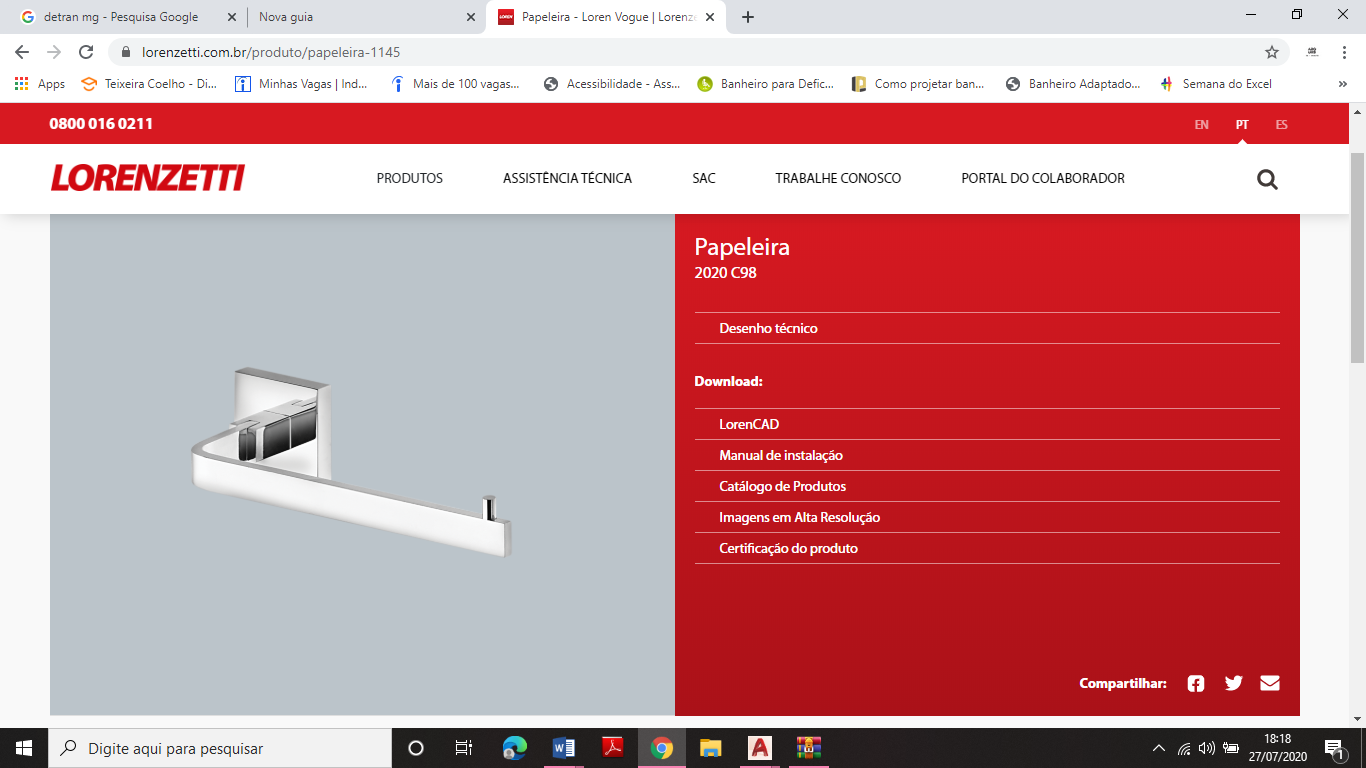 detran mg - Pesquisa Google
Nova guia
Papeleira - Loren Vogue | Lorenze
lorenzetti.com.br/produto/papeleira-1145
Apps
Teixeira Coelho - Di...
Minhas Vagas | Ind...
Mais de 100 vagas...
Acessibilidade - Ass...
Banheiro para Defic...
Como projetar ban...
Banheiro Adaptado...
Semana do Excel
0800 016 0211
EN PT ES
LORENZETTI
PRODUTOS
ASSISTÊNCIA TÉCNICA
SAC
TRABALHE CONOSCO
PORTAL DO COLABORADOR
Papeleira
2020 C98
Desenho técnico
Download:
LorenCAD
Manual de instalação
Catálogo de Produtos
Imagens em Alta Resolução
Certificação do produto
Compartilhar:
Digite aqui para pesquisar
18:18
27/07/2020
1